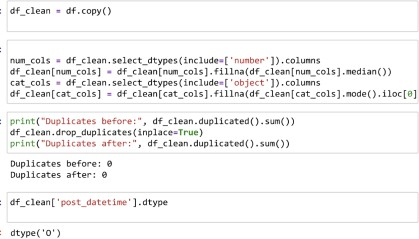 : df_clean = df.copy()
:
num_cols = df_clean.select_dtypes(include=['number']).columns
df_clean[num_cols] = df_clean[num_cols].fillna(df_clean[num_cols].median())
cat_cols = df_clean.select_dtypes(include=['object']).columns
df_clean[cat_cols] = df_clean[cat_cols].fillna(df_clean[cat_cols].mode().iloc[0]
: print("Duplicates before:", df_clean.duplicated().sum())
df_clean.drop_duplicates(inplace=True)
print("Duplicates after:", df_clean.duplicated().sum())
Duplicates before: 0
Duplicates after: 0
: df_clean['post_datetime'].dtype
: dtype('O')